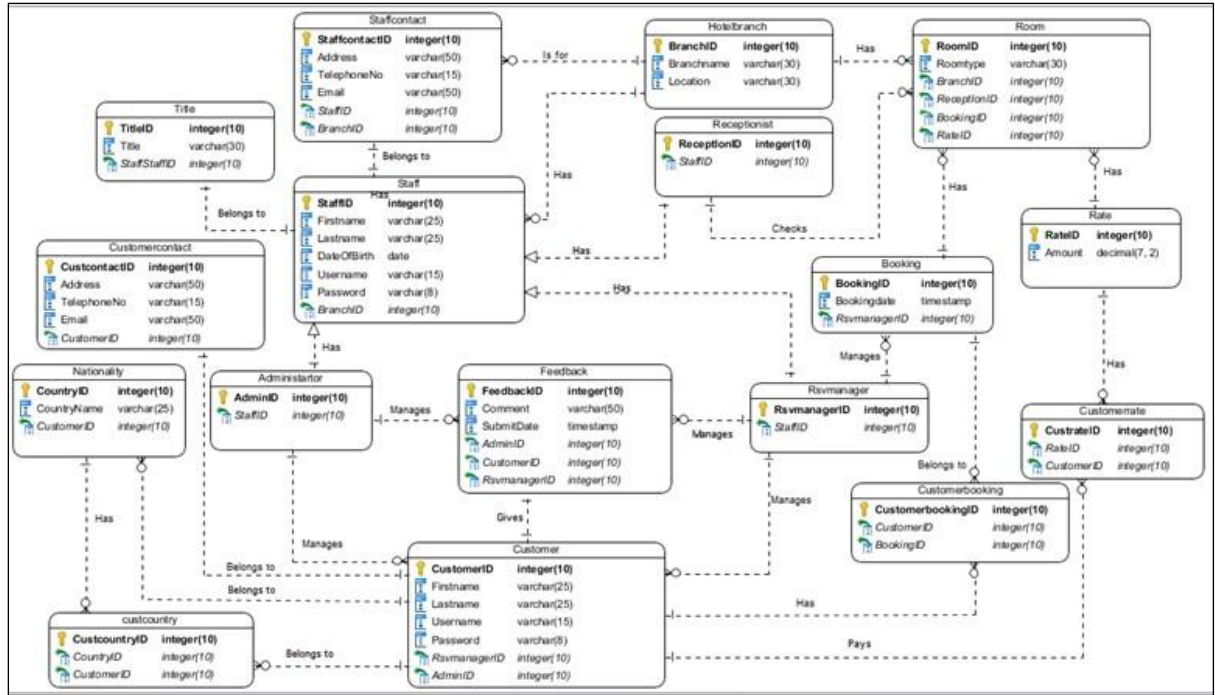 Staffcontact
StaffcontactID integer(10)
Address varchar(50)
TelephoneNo varchar(15)
Email varchar(50)
StaffID integer(10)
BranchID integer(10)
Is for
Hotelbranch
BranchID integer(10)
Branchname varchar(30)
Location varchar(30)
Has
Room
RoomID integer(10)
Roomtype varchar(30)
BranchID integer(10)
ReceptionID integer(10)
BookingID integer(10)
RateID integer(10)
Title
TitleID integer(10)
Title varchar(30)
StaffStaffID integer(10)
Belongs to
Belongs to
Receptionist
ReceptionID integer(10)
StaffID integer(10)
Has
Has
Has
Staff
Has
StaffID integer(10)
Firstname varchar(25)
Lastname varchar(25)
DateOfBirth date
Username varchar(15)
Password varchar(8)
BranchID integer(10)
Has
Checks
Has
Rate
RateID integer(10)
Amount decimal(7, 2)
Customercontact
CustcontactID integer(10)
Address varchar(50)
TelephoneNo varchar(15)
Email varchar(50)
CustomerID integer(10)
Booking
BookingID integer(10)
Bookingdate timestamp
RsvmanagerID integer(10)
Has
Manages
Has
Nationality
CountryID integer(10)
CountryName varchar(25)
CustomerID integer(10)
Administartor
AdminID integer(10)
StaffID integer(10)
Manages
Feedback
FeedbackID integer(10)
Comment varchar(50)
SubmitDate timestamp
AdminID integer(10)
CustomerID integer(10)
RsvmanagerID integer(10)
Manages
Rsvmanager
RsvmanagerID integer(10)
StaffID integer(10)
Customerrate
CustrateID integer(10)
RateID integer(10)
CustomerID integer(10)
Belongs to
Customerbooking
CustomerbookingID integer(10)
CustomerID integer(10)
BookingID integer(10)
Manages
Has
Gives
Manages
Belongs to
Belongs to
Customer
CustomerID integer(10)
Firstname varchar(25)
Lastname varchar(25)
Username varchar(15)
Password varchar(8)
RsvmanagerID integer(10)
AdminID integer(10)
Has
Pays
custcountry
CustcountryID integer(10)
CountryID integer(10)
CustomerID integer(10)
Belongs to